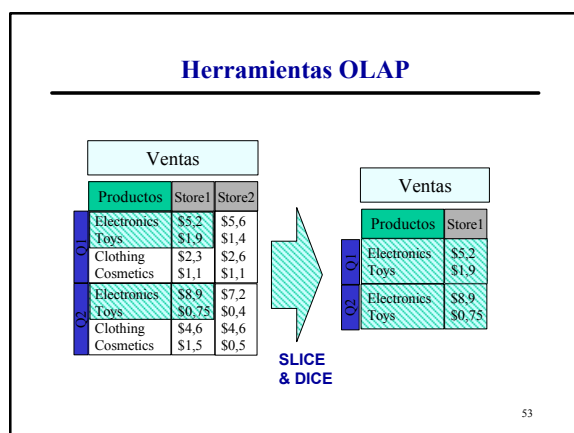 Herramientas OLAP
Ventas
Productos Store1 Store2
Q1
Electronics $5,2 $5,6
Toys $1,9 $1,4
Clothing $2,3 $2,6
Cosmetics $1,1 $1,1
Q2
Electronics $8,9 $7,2
Toys $0,75 $0,4
Clothing $4,6 $4,6
Cosmetics $1,5 $0,5
SLICE
& DICE
Ventas
Productos Store1
Q1
Electronics $5,2
Toys $1,9
Q2
Electronics $8,9
Toys $0,75
53